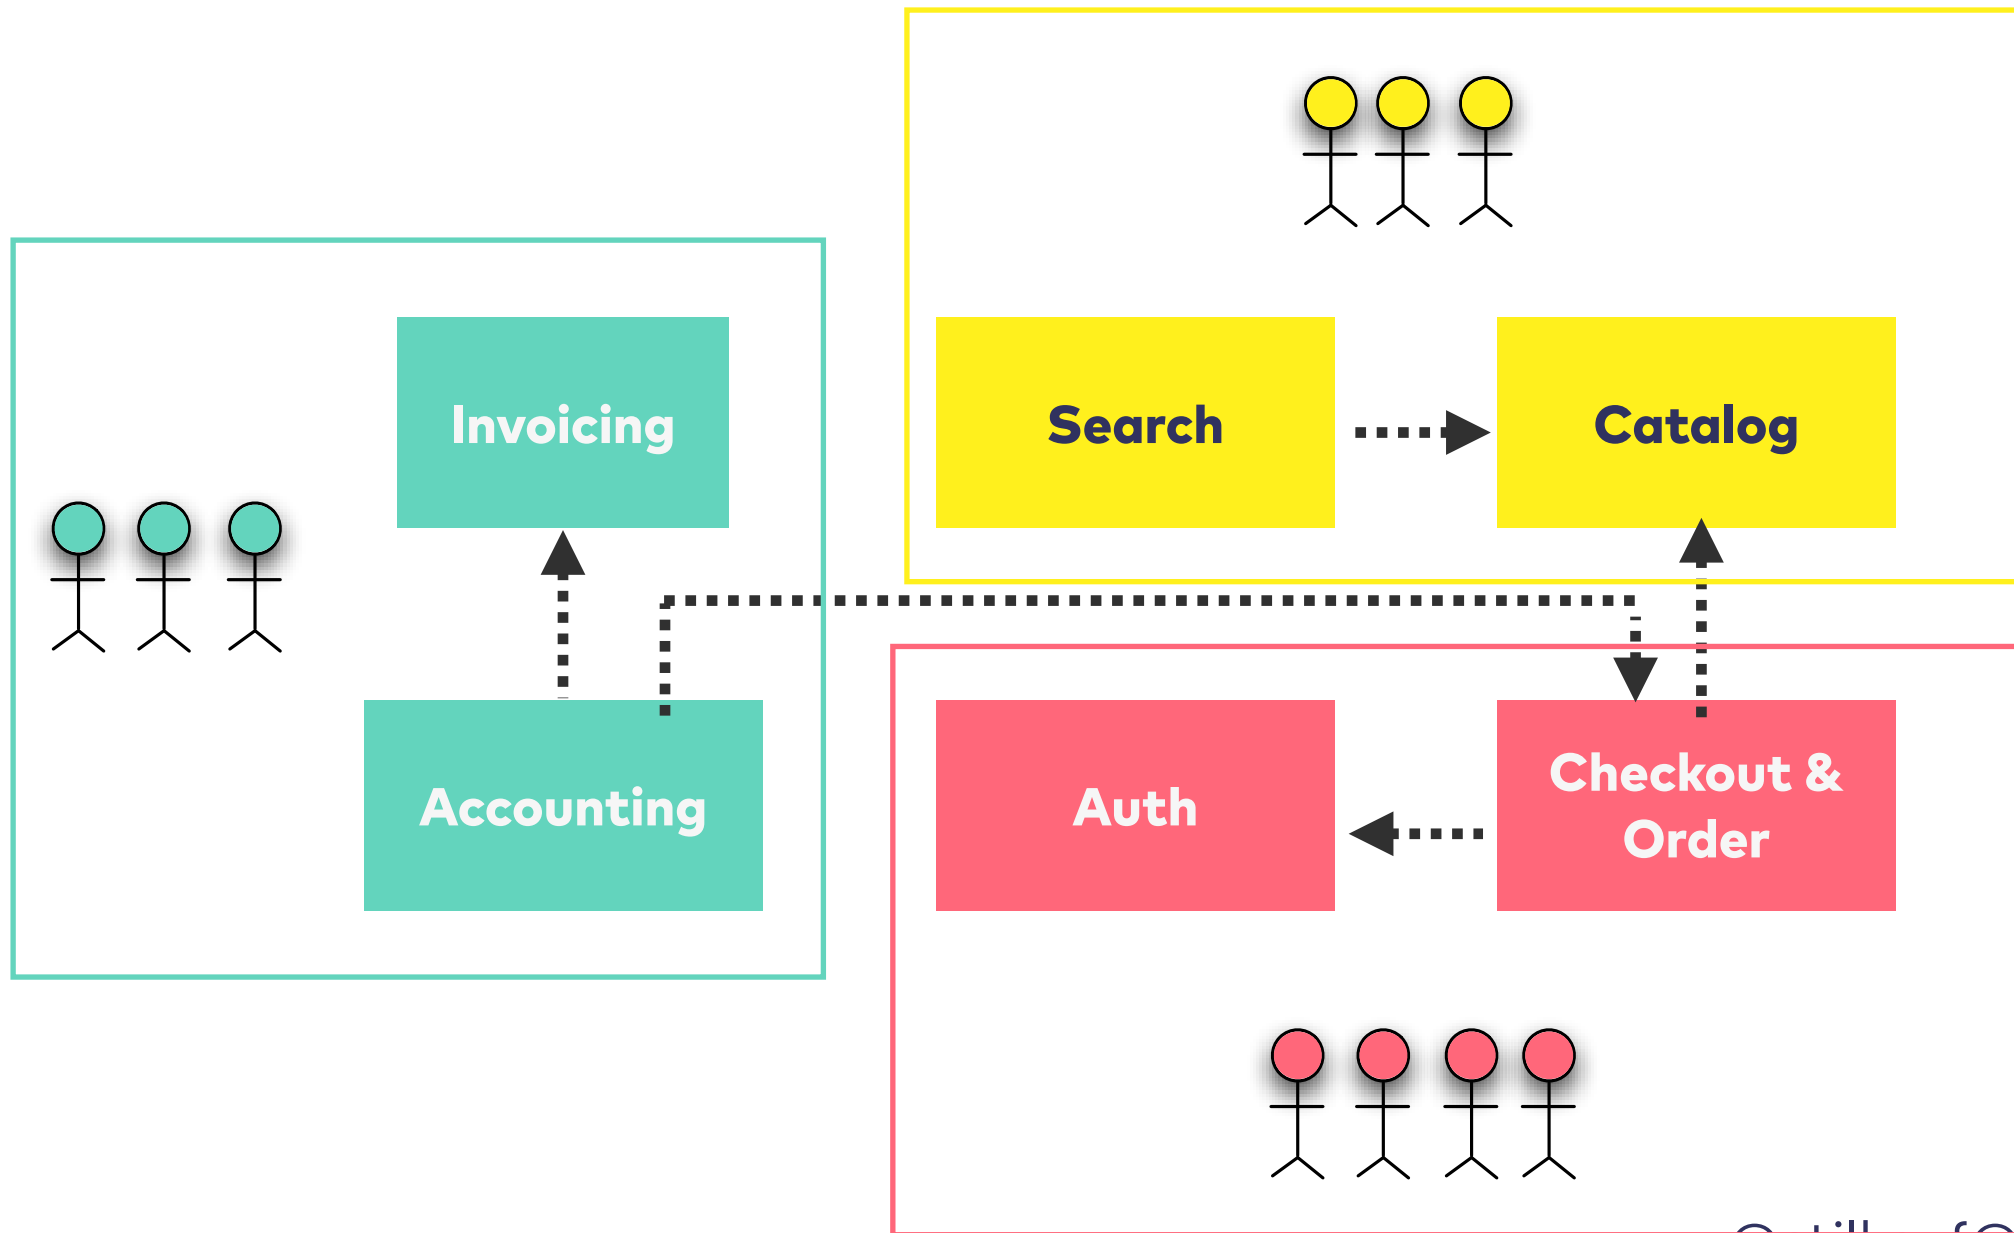 Invoicing
Search
Catalog
Accounting
Auth
Checkout &
Order